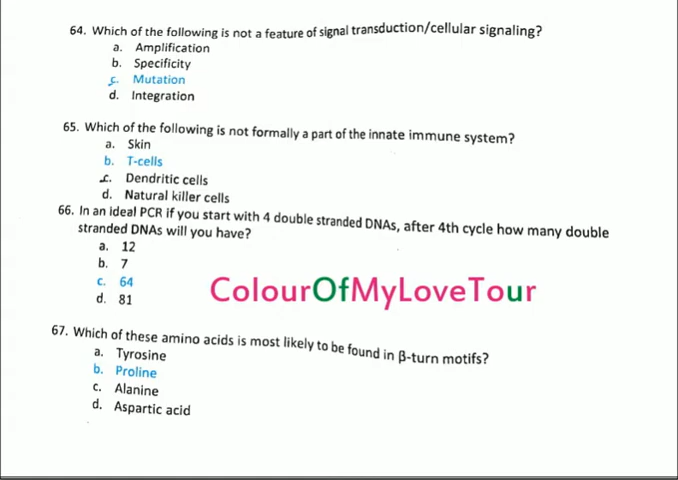 64. Which of the following is not a feature of signal transduction/cellular signaling?
a. Amplification
b. Specificity
c. Mutation
d. Integration
65. Which of the following is not formally a part of the innate immune system?
a. Skin
b. T-cells
c. Dendritic cells
d. Natural killer cells
66. In an ideal PCR if you start with 4 double stranded DNAs, after 4th cycle how many double
stranded DNAs will you have?
a. 12
b. 7
c. 64
d. 81
ColourOfMyLoveTour
67. Which of these amino acids is most likely to be found in β-turn motifs?
a. Tyrosine
b. Proline
c. Alanine
d. Aspartic acid